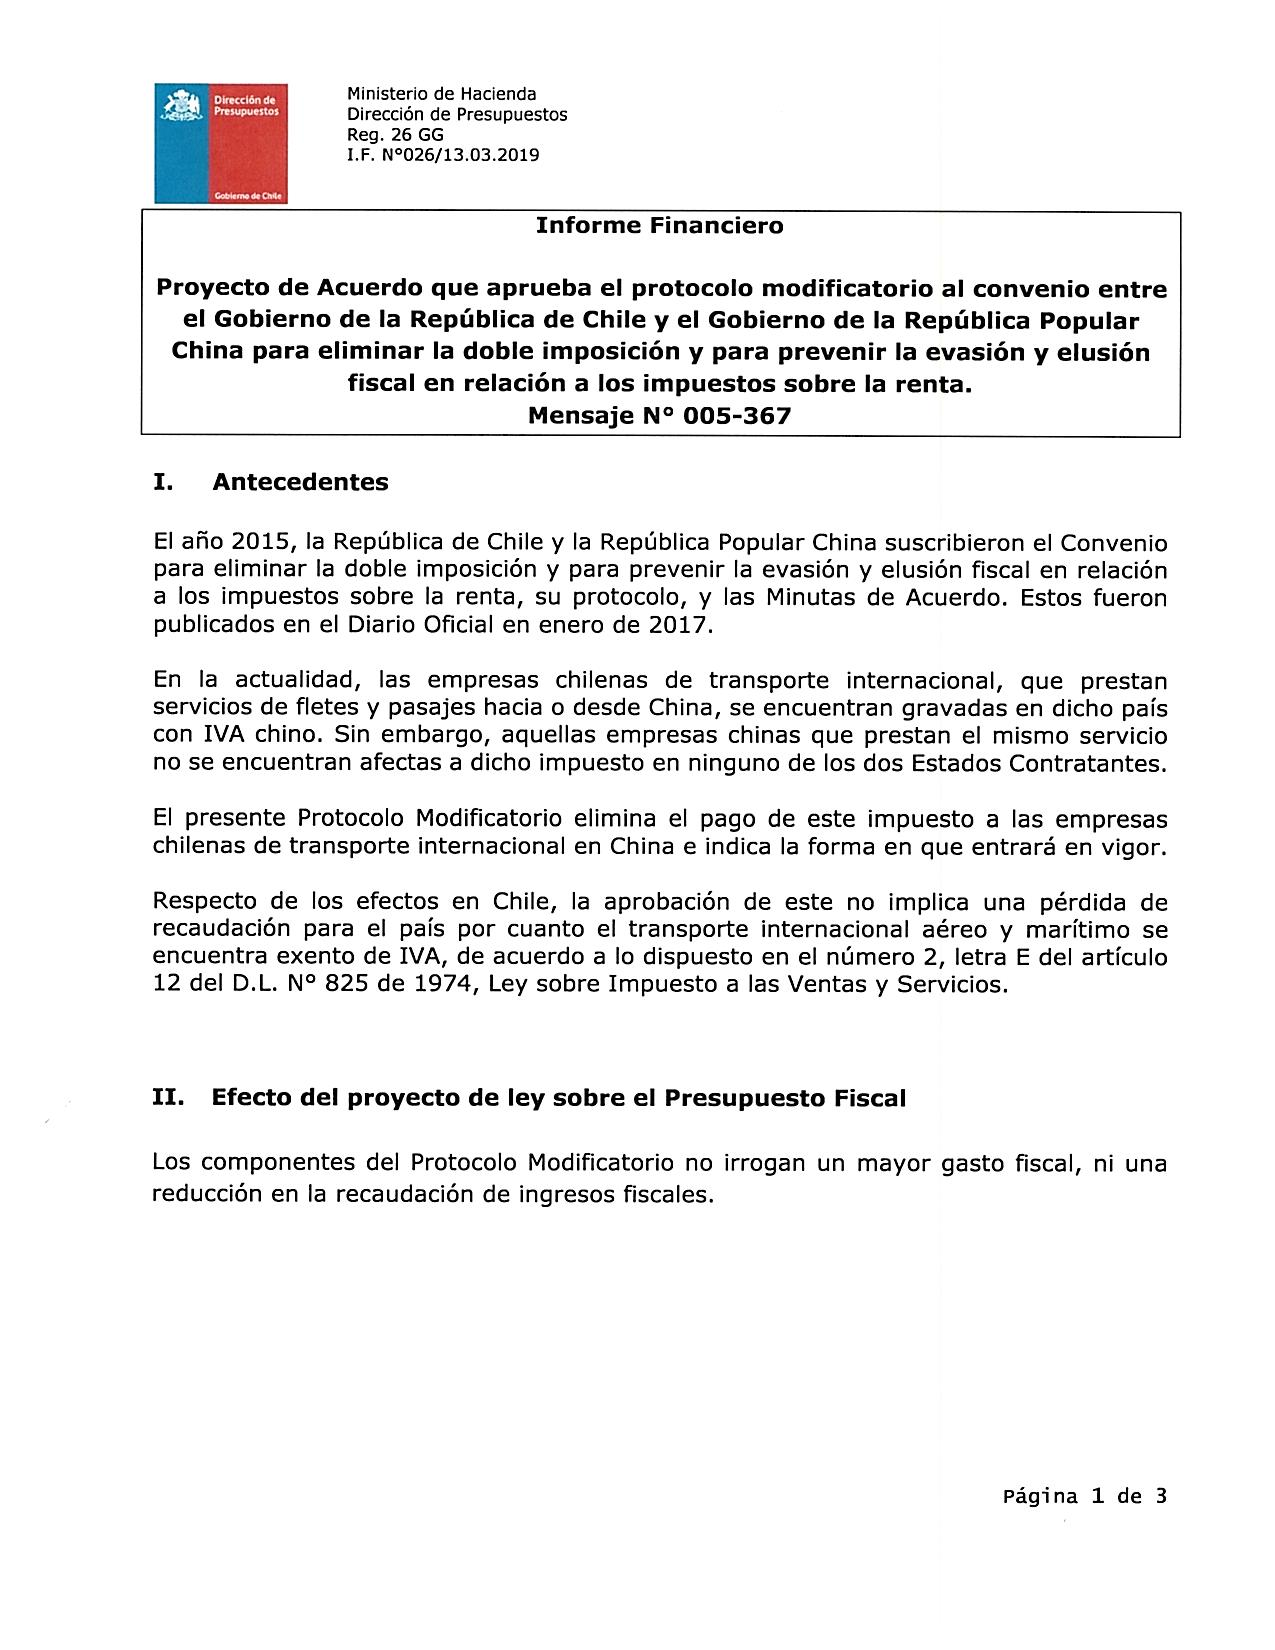 Dirección de
Presupuestos
Gobierno de Chile
Ministerio de Hacienda
Dirección de Presupuestos
Reg. 26 GG
I.F. N°026/13.03.2019
Informe Financiero
Proyecto de Acuerdo que aprueba el protocolo modificatorio al convenio entre
el Gobierno de la República de Chile y el Gobierno de la República Popular
China para eliminar la doble imposición y para prevenir la evasión y elusión
fiscal en relación a los impuestos sobre la renta.
Mensaje N° 005-367
I. Antecedentes
El año 2015, la República de Chile y la República Popular China suscribieron el Convenio
para eliminar la doble imposición y para prevenir la evasión y elusión fiscal en relación
a los impuestos sobre la renta, su protocolo, y las Minutas de Acuerdo. Estos fueron
publicados en el Diario Oficial en enero de 2017.
En la actualidad, las empresas chilenas de transporte internacional, que prestan
servicios de fletes y pasajes hacia o desde China, se encuentran gravadas en dicho país
con IVA chino. Sin embargo, aquellas empresas chinas que prestan el mismo servicio
no se encuentran afectas a dicho impuesto en ninguno de los dos Estados Contratantes.
El presente Protocolo Modificatorio elimina el pago de este impuesto a las empresas
chilenas de transporte internacional en China e indica la forma en que entrará en vigor.
Respecto de los efectos en Chile, la aprobación de este no implica una pérdida de
recaudación para el país por cuanto el transporte internacional aéreo y marítimo se
encuentra exento de IVA, de acuerdo a lo dispuesto en el número 2, letra E del artículo
12 del D.L. N° 825 de 1974, Ley sobre Impuesto a las Ventas y Servicios.
II. Efecto del proyecto de ley sobre el Presupuesto Fiscal
Los componentes del Protocolo Modificatorio no irrogan un mayor gasto fiscal, ni una
reducción en la recaudación de ingresos fiscales.
Página 1 de 3